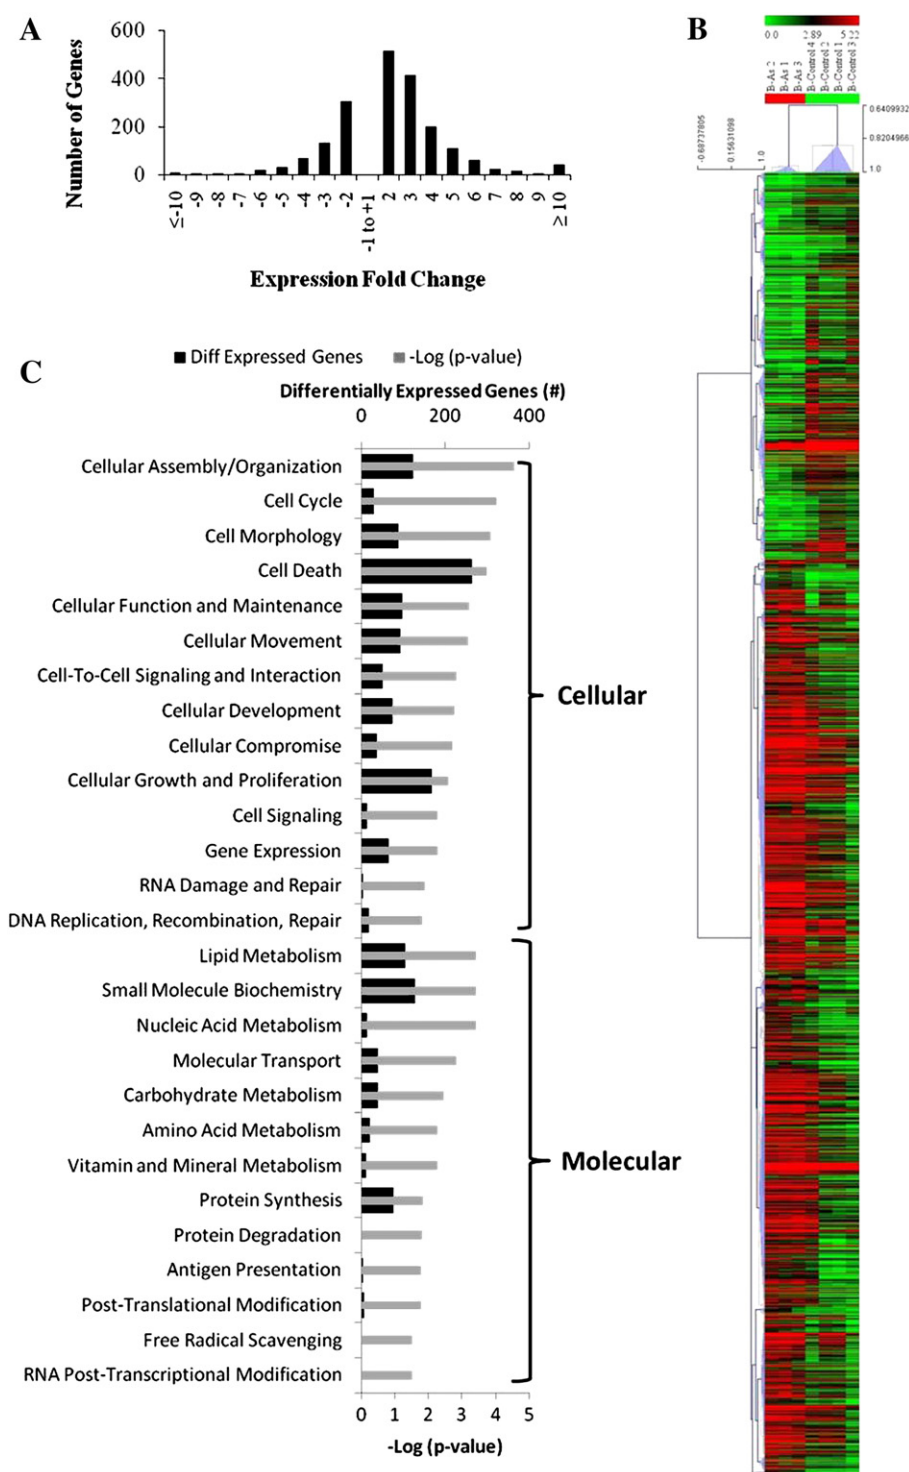 A
Number of Genes
600
400
200
0
≤-10
-9
-8
-7
-6
-5
-4
-3
-2
-1 to +1
2
3
4
5
6
7
8
9
≥10
Expression Fold Change
B
0.0 2.89 5.22
B-As 2
B-As 1
B-As 3
B-Control 4
B-Control 2
B-Control 1
B-Control 3
0.6409932
0.8204966
1.0
-0.68737805
-0.15631098
1.0
C
Diff Expressed Genes -Log (p-value)
Differentially Expressed Genes (#)
0 200 400
Cellular Assembly/Organization
Cell Cycle
Cell Morphology
Cell Death
Cellular Function and Maintenance
Cellular Movement
Cell-To-Cell Signaling and Interaction
Cellular Development
Cellular Compromise
Cellular Growth and Proliferation
Cell Signaling
Gene Expression
RNA Damage and Repair
DNA Replication, Recombination, Repair
Cellular
Lipid Metabolism
Small Molecule Biochemistry
Nucleic Acid Metabolism
Molecular Transport
Carbohydrate Metabolism
Amino Acid Metabolism
Vitamin and Mineral Metabolism
Protein Synthesis
Protein Degradation
Antigen Presentation
Post-Translational Modification
Free Radical Scavenging
RNA Post-Transcriptional Modification
Molecular
0 1 2 3 4 5
-Log (p-value)